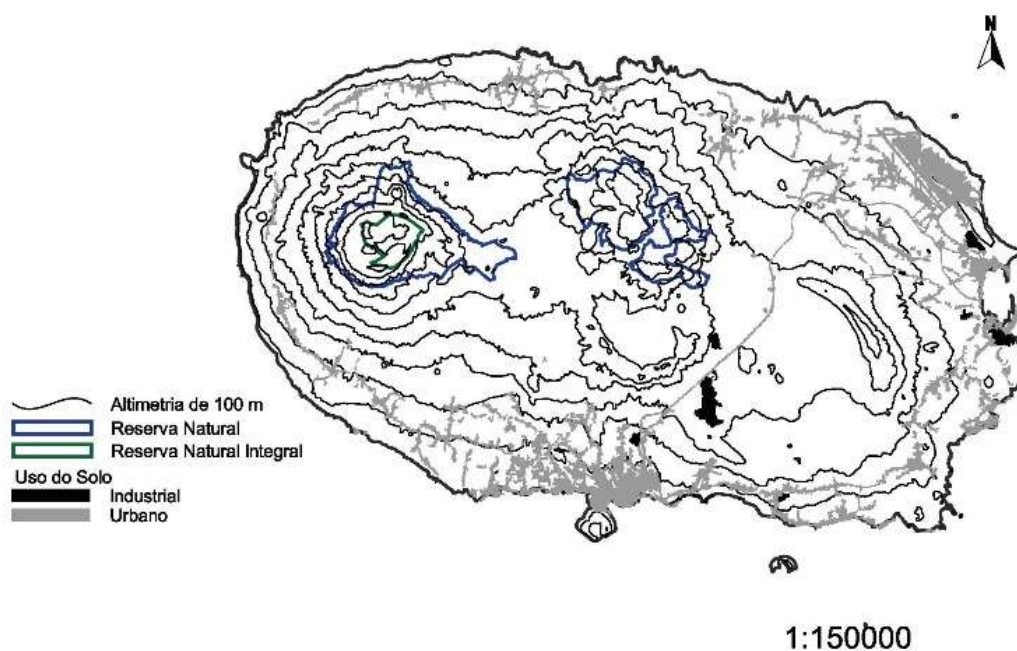 N
Altimetria de 100 m
Reserva Natural
Reserva Natural Integral
Uso do Solo
Industrial
Urbano
1:150000